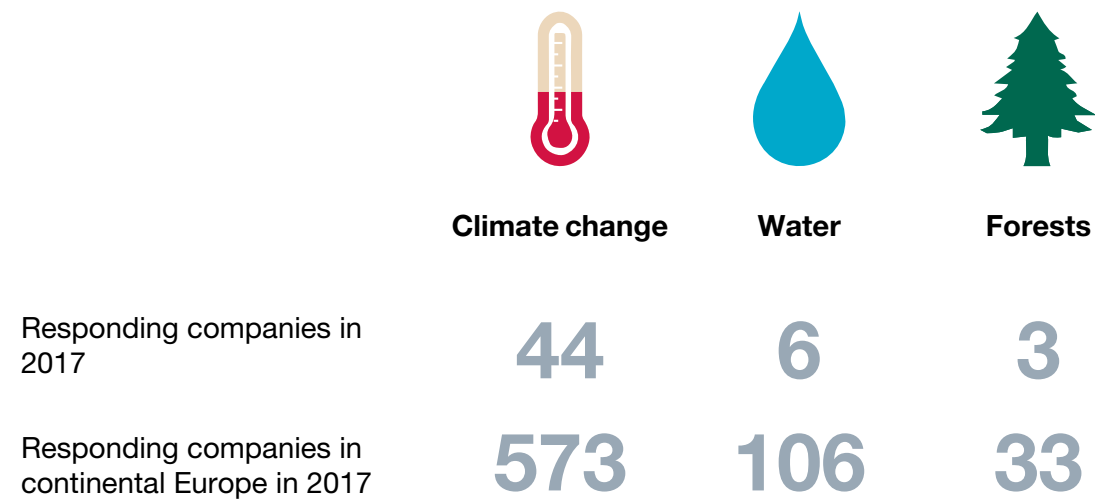 Climate change Water Forests
Responding companies in
2017
44 6 3
Responding companies in
continental Europe in 2017
573 106 33